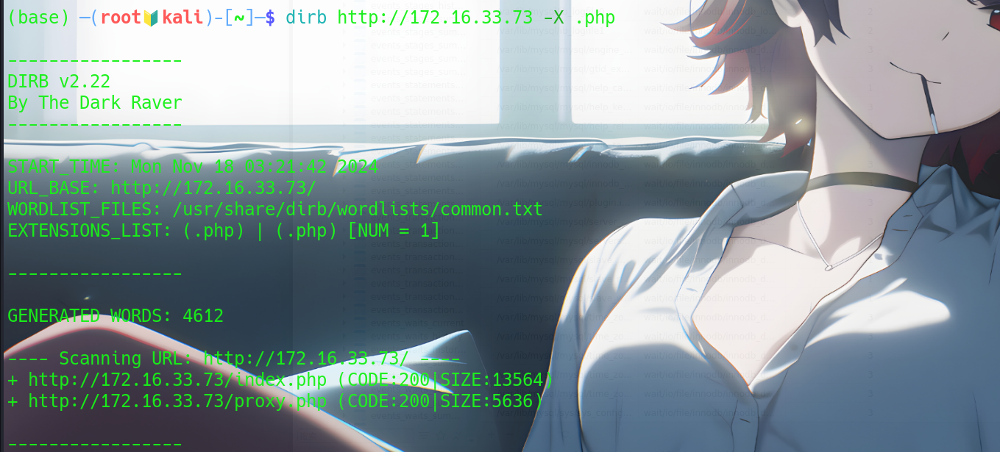 (base) ─(root🔰kali)-[~]─$ dirb http://172.16.33.73 -X .php
-----------------
DIRB v2.22
By The Dark Raver
-----------------
START_TIME: Mon Nov 18 03:21:42 2024
URL_BASE: http://172.16.33.73/
WORDLIST_FILES: /usr/share/dirb/wordlists/common.txt
EXTENSIONS_LIST: (.php) | (.php) [NUM = 1]
-----------------
GENERATED WORDS: 4612
---- Scanning URL: http://172.16.33.73/ ----
+ http://172.16.33.73/index.php (CODE:200|SIZE:13564)
+ http://172.16.33.73/proxy.php (CODE:200|SIZE:5636)
-----------------